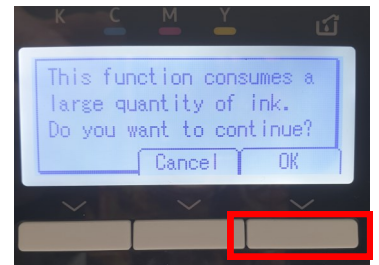 K C M Y
This function consumes a
large quantity of ink.
Do you want to continue?
Cancel OK